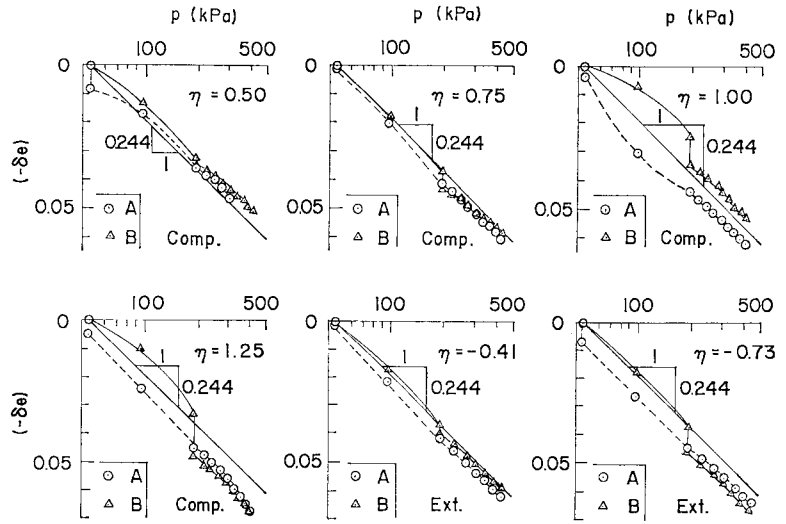 p (kPa) p (kPa) p (kPa)
100 500 100 500 100 500
0 0 0
η = 0.50 η = 0.75 η = 1.00
(-δe)
0.244 1 1 0.244 1 0.244
0.05 0.05 0.05
A A A
B B B
Comp. Comp. Comp.
p (kPa) p (kPa) p (kPa)
100 500 100 500 100 500
0 0 0
η = 1.25 η = -0.41 η = -0.73
(-δe)
1 0.244 1 0.244 1 0.244
0.05 0.05 0.05
A A A
B B B
Comp. Ext. Ext.